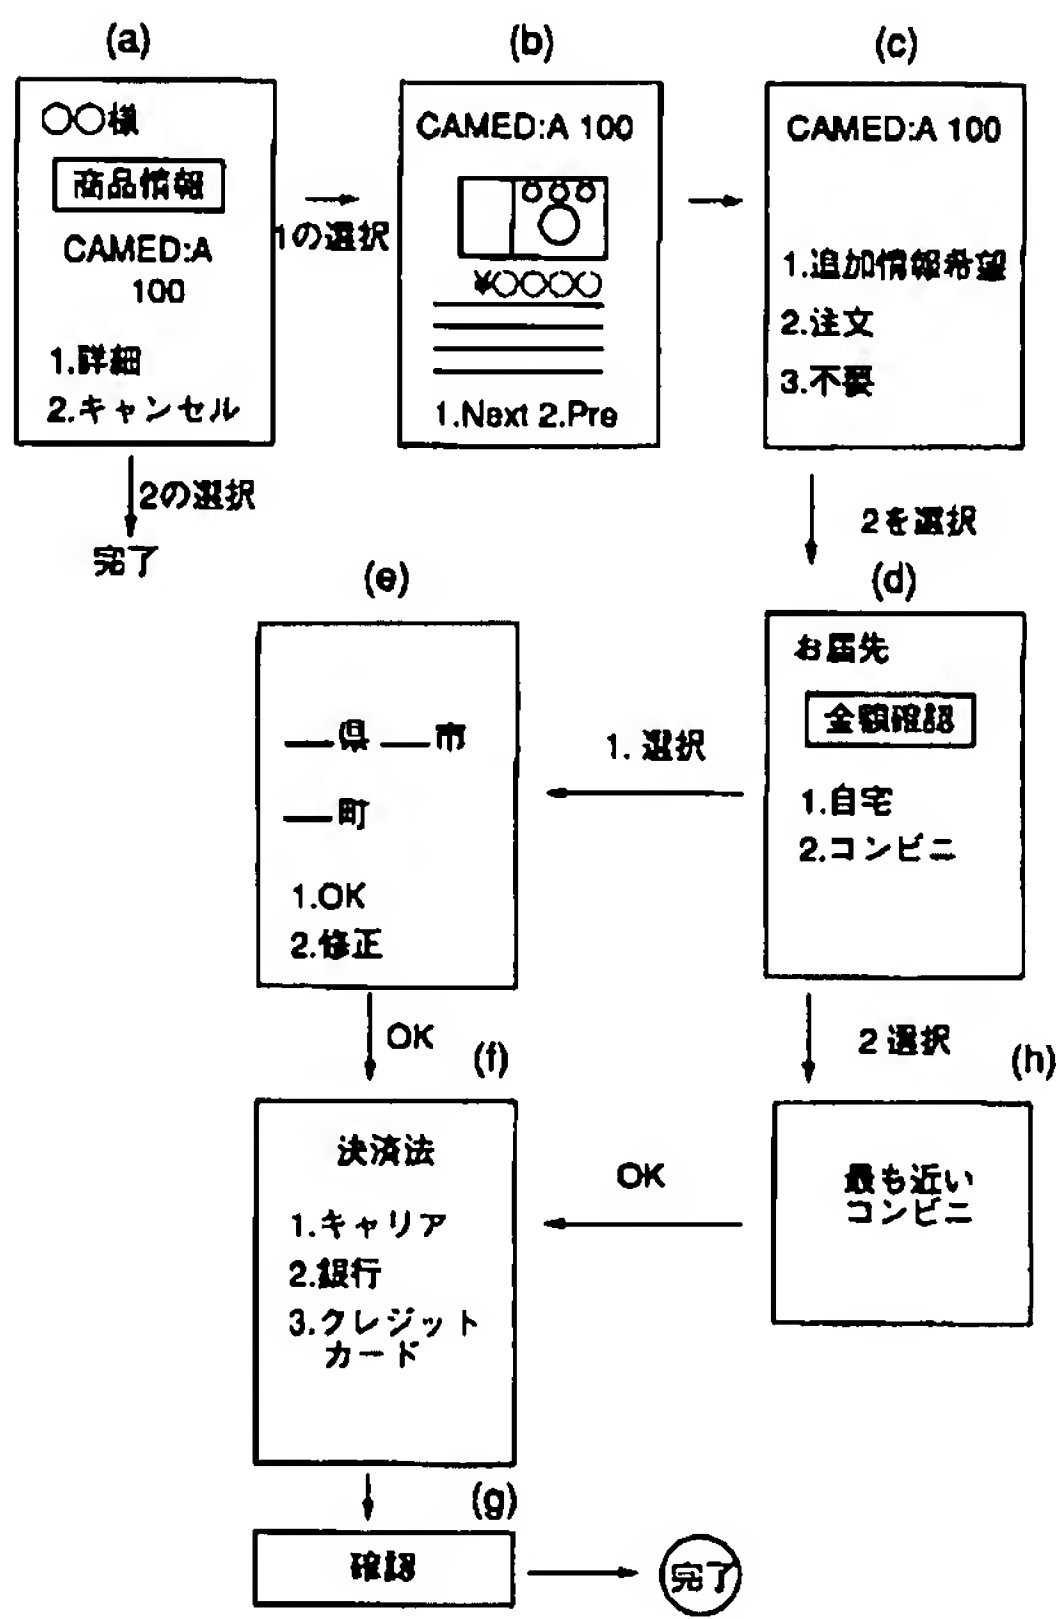 (a)
○○様
商品情報
CAMED:A
100
1.詳細
2.キャンセル
1の選択
2の選択
完了
(b)
CAMED:A 100
¥○○○○
1.Next 2.Pre
(c)
CAMED:A 100
1.追加情報希望
2.注文
3.不要
2を選択
(d)
お届先
金額確認
1.自宅
2.コンビニ
1. 選択
(e)
__県 __市
__町
1.OK
2.修正
OK
2 選択
(h)
最も近い
コンビニ
OK
(f)
決済法
1.キャリア
2.銀行
3.クレジット
カード
(g)
確認
完了